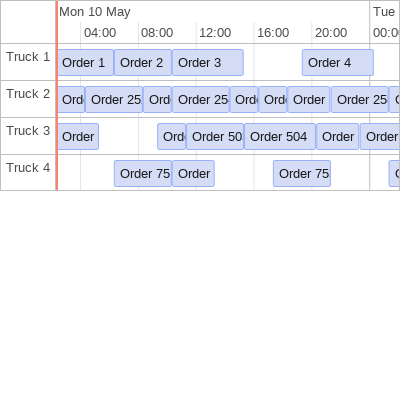 Mon 10 May Tue
04:00 08:00 12:00 16:00 20:00 00:00
Truck 1 Order 1 Order 2 Order 3 Order 4
Truck 2 Ord Order 25 Ord Order 25 Ord Ord Order Order 25
Truck 3 Order Ord Order 50 Order 504 Order Order
Truck 4 Order 75 Order Order 75